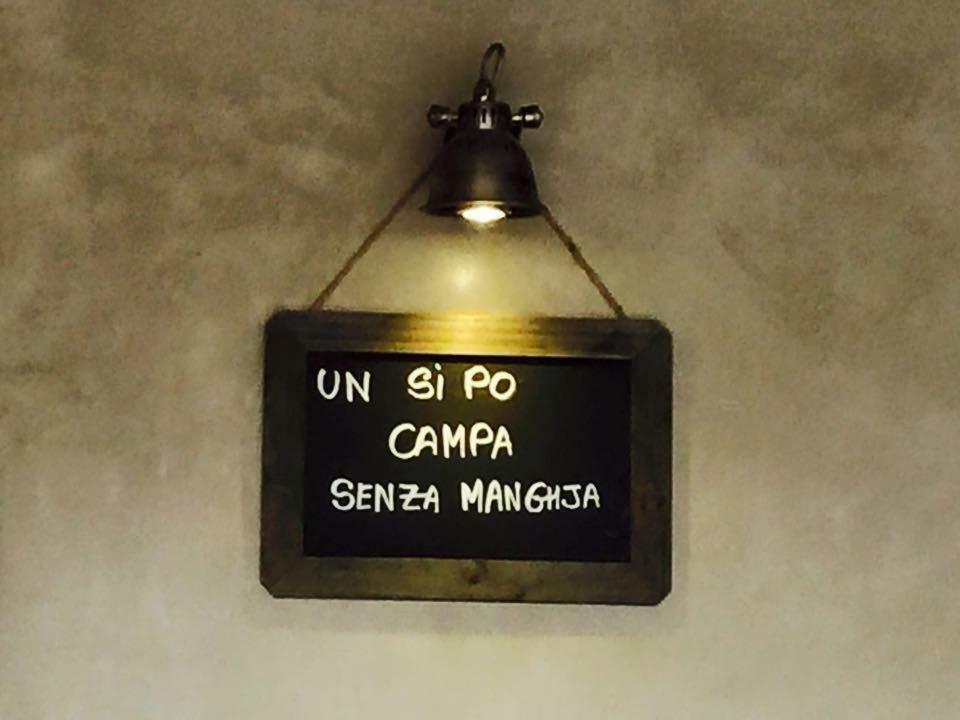 UN Si PO
CAMPA
SENZA MANGHJA